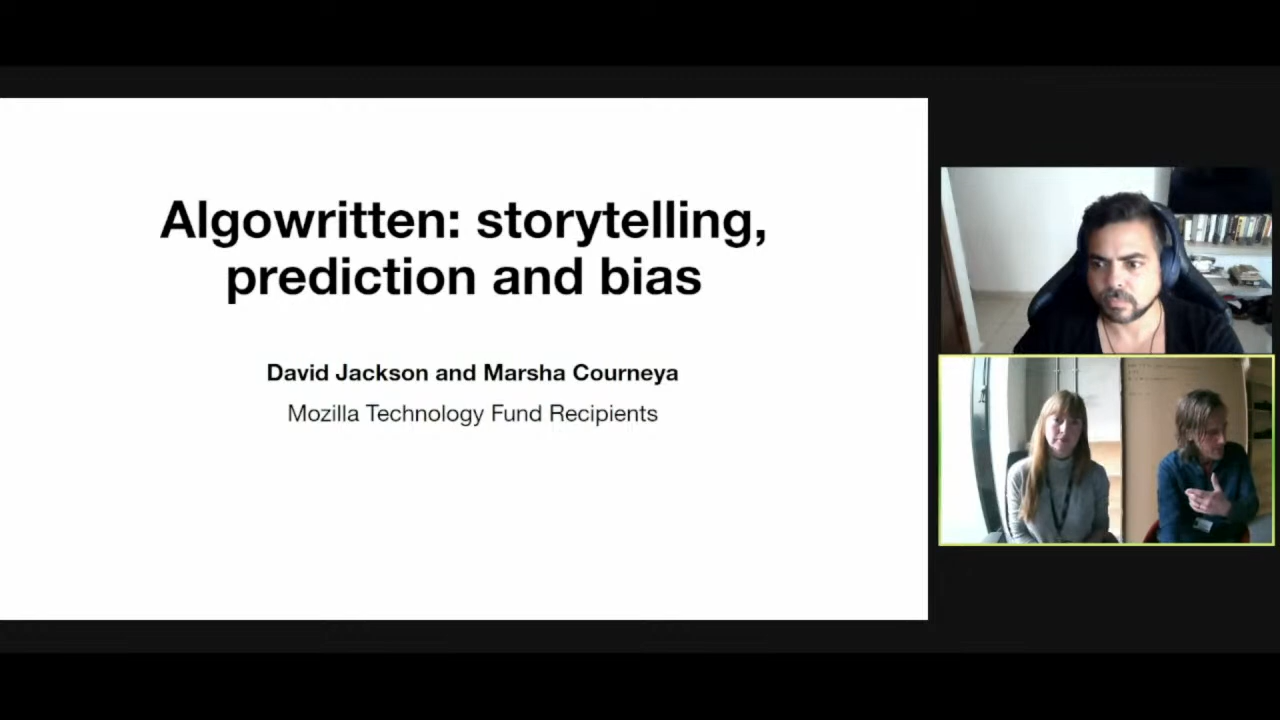 Algowritten: storytelling,
prediction and bias
David Jackson and Marsha Courneya
Mozilla Technology Fund Recipients